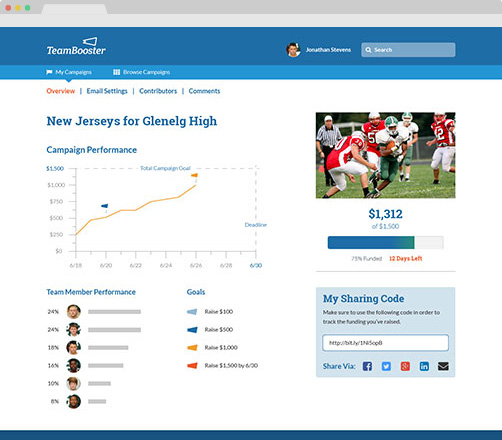 TeamBooster
Jonathan Stevens
Search
My Campaigns
Browse Campaigns
Overview | Email Settings | Contributors | Comments
New Jerseys for Glenelg High
Campaign Performance
$1,500
Total Campaign Goal
$1,000
$750
$500
$250
$0
Deadline
6/18 6/20 6/22 6/24 6/26 6/30
$1,312
of $1,500
75% Funded 12 Days Left
Team Member Performance
24%
24%
18%
16%
10%
8%
Goals
Raise $100
Raise $500
Raise $1,000
Raise $1,500 by 6/30
My Sharing Code
Make sure to use the following code in order to
track the funding you've raised.
http://bit.ly/1Ni5opB
Share Via: